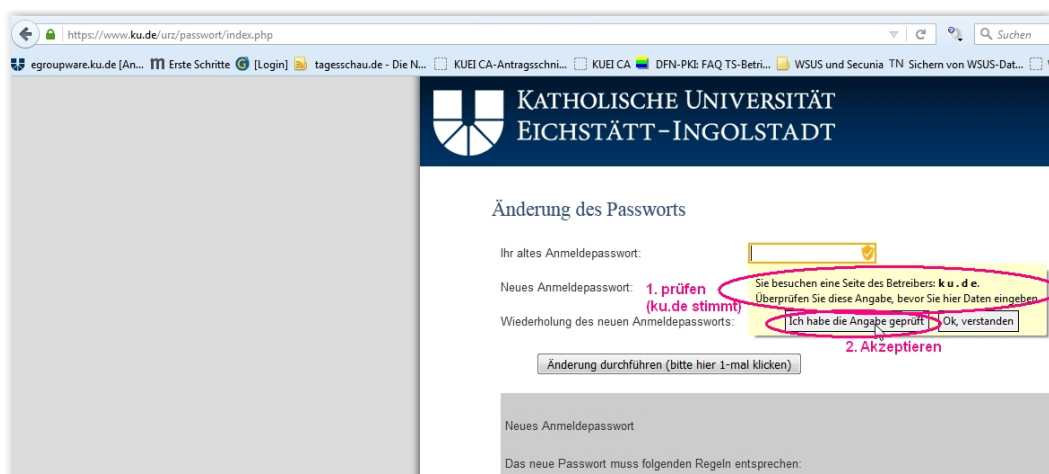 https://www.ku.de/urz/passwort/index.php
Suchen
egroupware.ku.de [An... Erste Schritte [Login] tagesschau.de - Die N... KUEI CA-Antragsschni... KUEI CA DFN-PKI: FAQ TS-Betri... WSUS und Secunia TN Sichern von WSUS-Dat...
KATHOLISCHE UNIVERSITÄT
EICHSTÄTT-INGOLSTADT
Änderung des Passworts
Ihr altes Anmeldepasswort:
Sie besuchen eine Seite des Betreibers: ku.de.
Überprüfen Sie diese Angabe, bevor Sie hier Daten eingeben
Neues Anmeldepasswort:
1. prüfen
(ku.de stimmt)
Wiederholung des neuen Anmeldepassworts:
Ich habe die Angabe geprüft Ok, verstanden
2. Akzeptieren
Änderung durchführen (bitte hier 1-mal klicken)
Neues Anmeldepasswort
Das neue Passwort muss folgenden Regeln entsprechen: